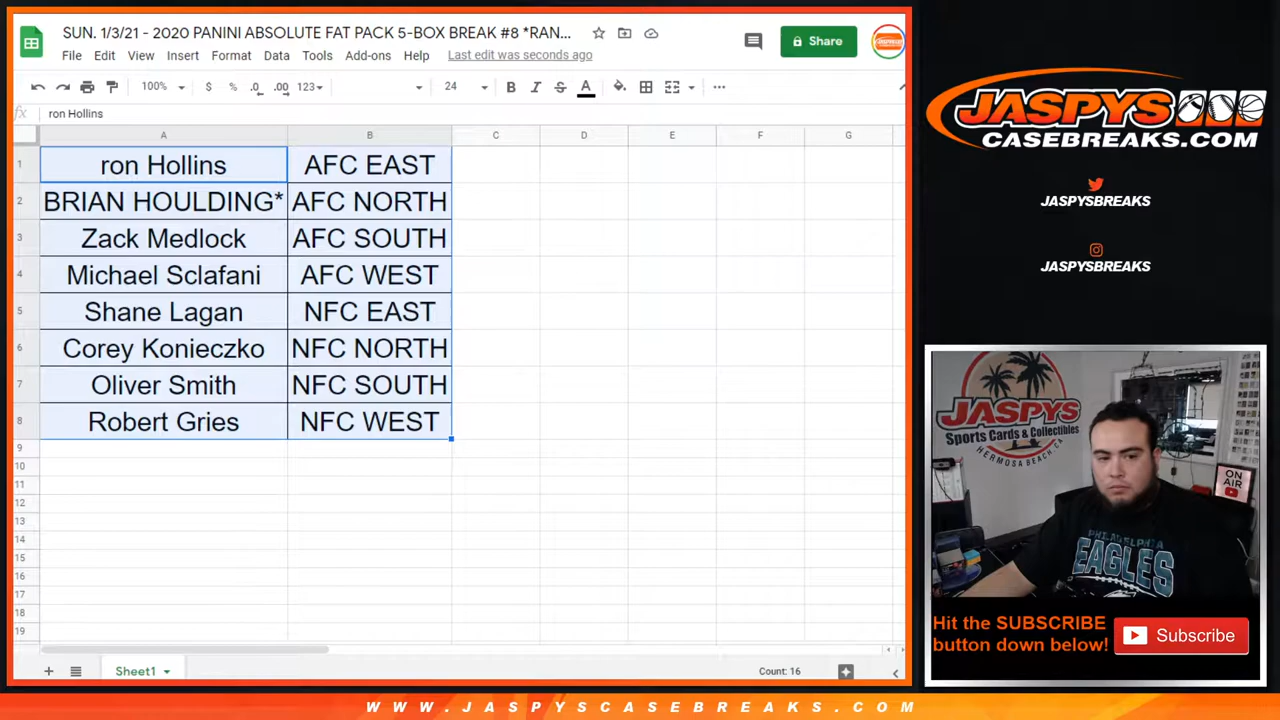 SUN. 1/3/21 - 2020 PANINI ABSOLUTE FAT PACK 5-BOX BREAK #8 *RAN...
File Edit View Insert Format Data Tools Add-ons Help Last edit was seconds ago
Share
100% $ % .0 .00 123 24 B I S A
fx ron Hollins
A B C D E F G
1 ron Hollins AFC EAST
2 BRIAN HOULDING* AFC NORTH
3 Zack Medlock AFC SOUTH
4 Michael Sclafani AFC WEST
5 Shane Lagan NFC EAST
6 Corey Konieczko NFC NORTH
7 Oliver Smith NFC SOUTH
8 Robert Gries NFC WEST
9
10
11
12
13
14
15
16
17
18
19
Sheet1
Count: 16
JASPYS
CASEBREAKS.COM
JASPYSBREAKS
JASPYSBREAKS
JASPYS
Sports Cards & Collectibles
HERMOSA BEACH, CA
ON
AIR
PHILADELPHIA
EAGLES
Hit the SUBSCRIBE
button down below!
Subscribe
WWW.JASPYSCASEBREAKS.COM